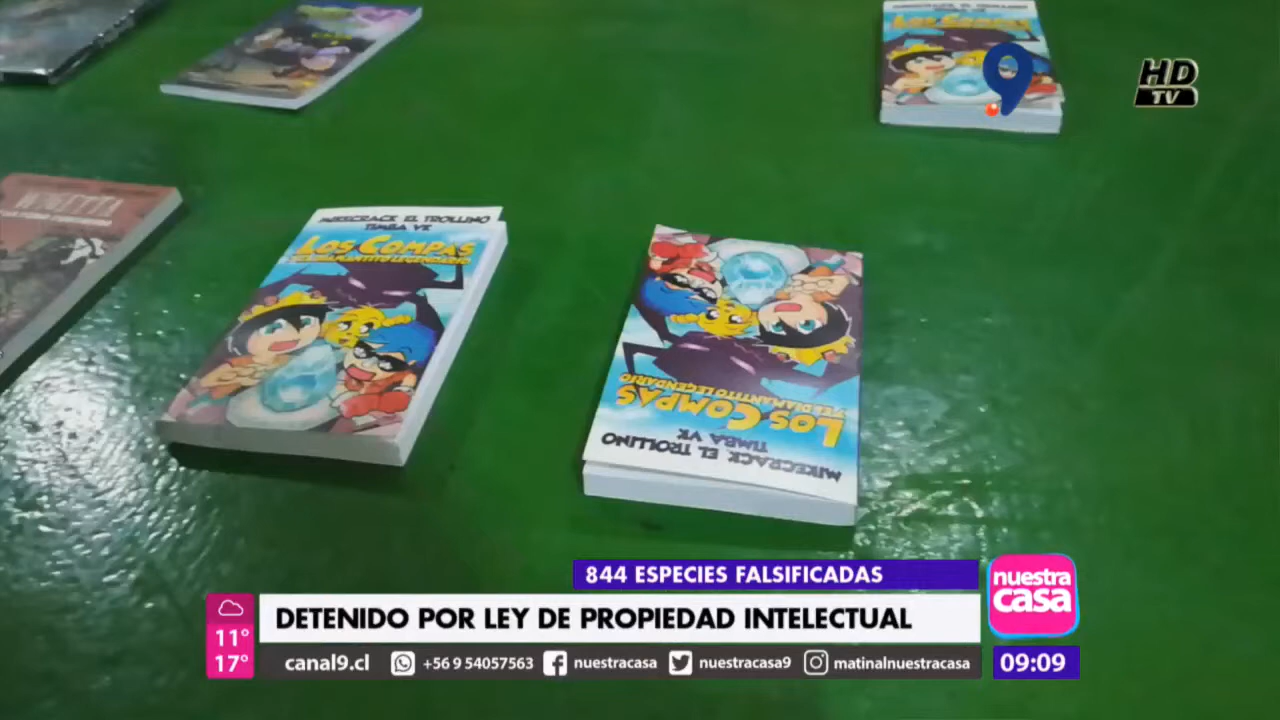 LOS COMPAS
9
HD
TV
MIKECRACK EL TROLLINO
TIMBA VK
LOS COMPAS
Y EL DIAMANTITO LEGENDARIO
MIKECRACK EL TROLLINO
TIMBA VK
LOS COMPAS
Y EL DIAMANTITO LEGENDARIO
844 ESPECIES FALSIFICADAS
DETENIDO POR LEY DE PROPIEDAD INTELECTUAL
nuestra
casa
11°
17°
canal9.cl +56 9 54057563 nuestracasa nuestracasa9 matinalnuestracasa
09:09